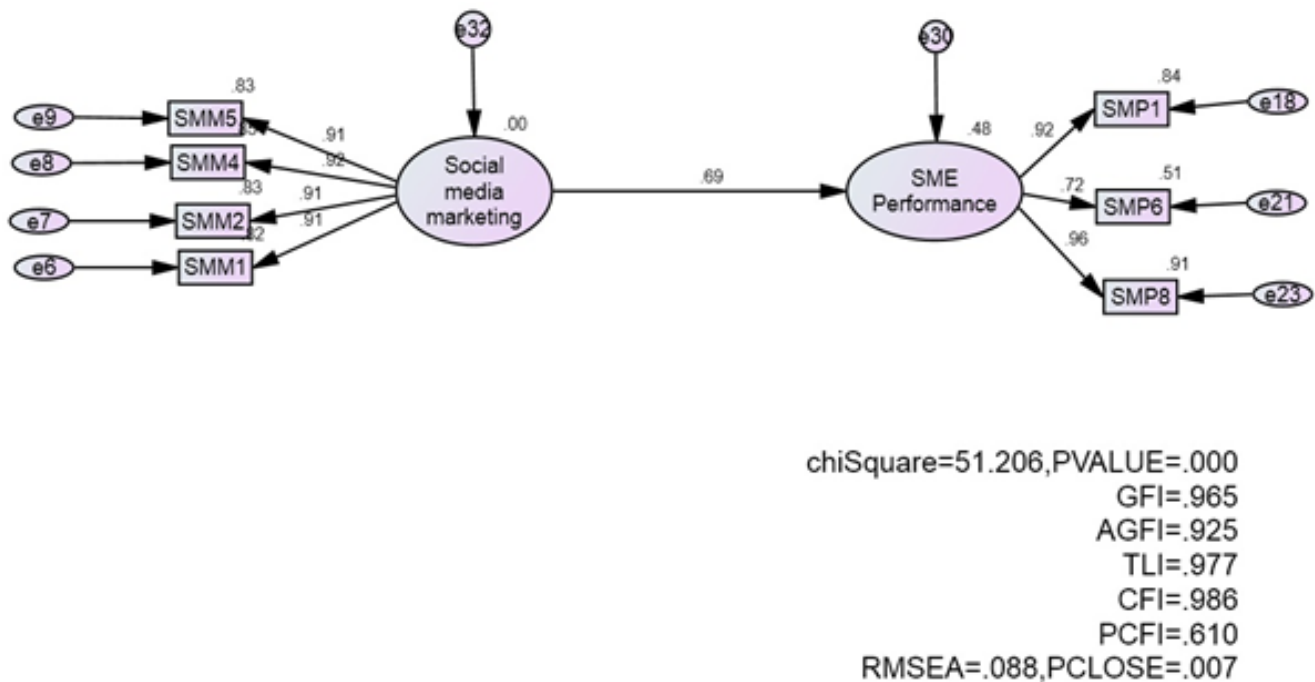 e32
e30
.83
.84
e9
SMM5
SMP1
e18
.91
.00
.48
.92
e8
SMM4
.92
Social
media
marketing
.69
SME
Performance
.83
.91
.72
.51
e7
SMM2
SMP6
e21
.91
.96
e6
SMM1
.91
SMP8
e23
chiSquare=51.206,PVALUE=.000
GFI=.965
AGFI=.925
TLI=.977
CFI=.986
PCFI=.610
RMSEA=.088,PCLOSE=.007